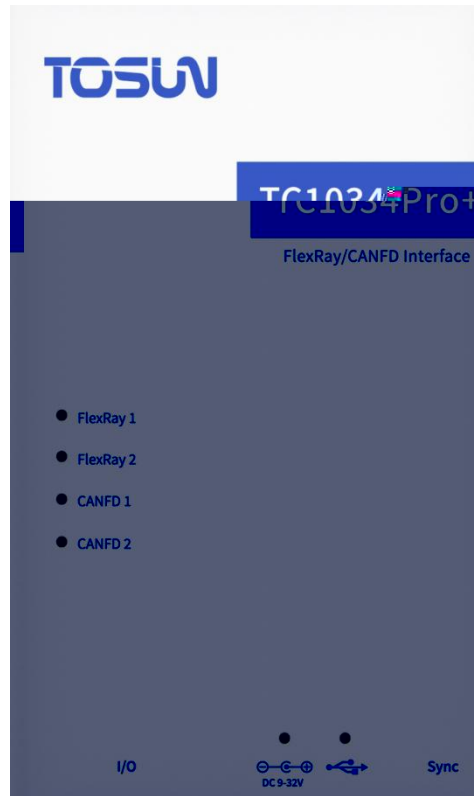 TOSUN
TC1034Pro+
FlexRay/CANFD Interface
FlexRay 1
FlexRay 2
CANFD 1
CANFD 2
I/O
DC 9-32V
Sync